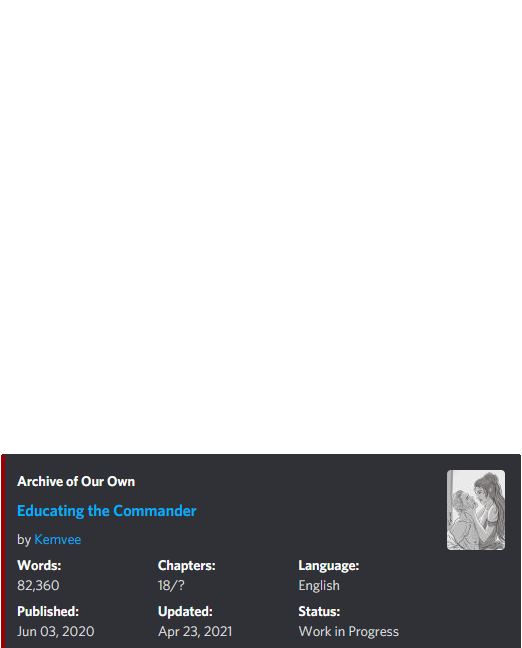 Archive of Our Own
Educating the Commander
by Kemvee
Words: Chapters: Language:
82,360 18/? English
Published: Updated: Status:
Jun 03, 2020 Apr 23, 2021 Work in Progress